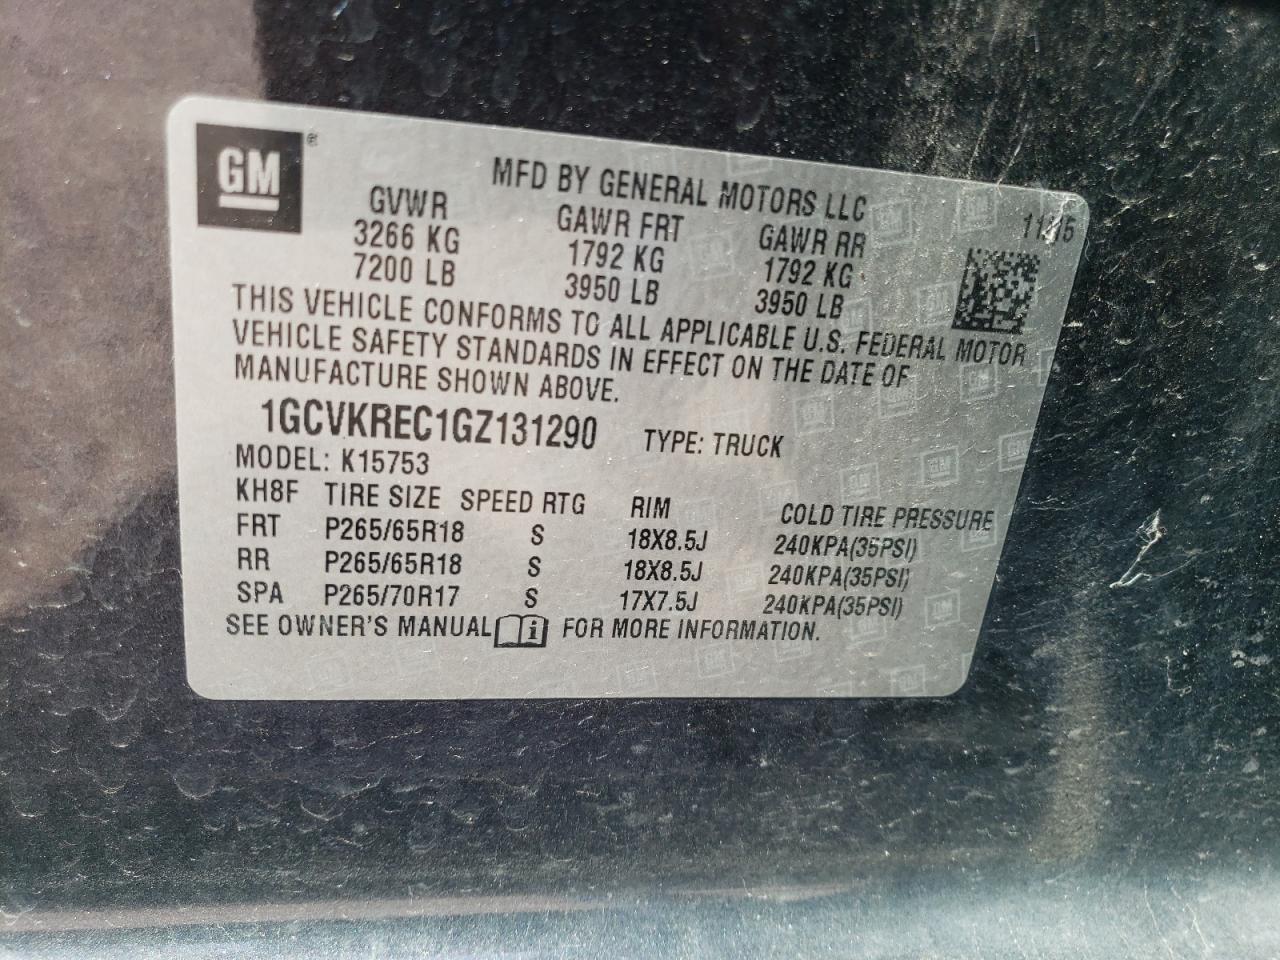 GM®
MFD BY GENERAL MOTORS LLC
GVWR GAWR FRT GAWR RR 11/15
3266 KG 1792 KG 1792 KG
7200 LB 3950 LB 3950 LB
THIS VEHICLE CONFORMS TO ALL APPLICABLE U.S. FEDERAL MOTOR
VEHICLE SAFETY STANDARDS IN EFFECT ON THE DATE OF
MANUFACTURE SHOWN ABOVE.
1GCVKREC1GZ131290 TYPE: TRUCK
MODEL: K15753
KH8F TIRE SIZE SPEED RTG RIM COLD TIRE PRESSURE
FRT P265/65R18 S 18X8.5J 240KPA(35PSI)
RR P265/65R18 S 18X8.5J 240KPA(35PSI)
SPA P265/70R17 S 17X7.5J 240KPA(35PSI)
SEE OWNER'S MANUAL i FOR MORE INFORMATION.